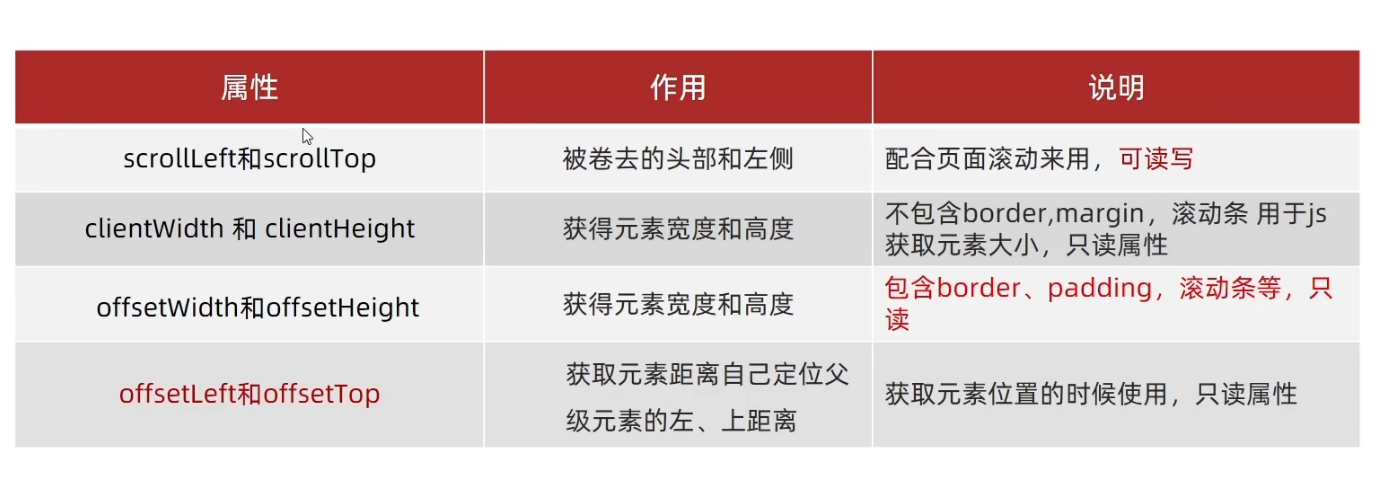 属性
作用
说明
scrollLeft和scrollTop
被卷去的头部和左侧
配合页面滚动来用，可读写
clientWidth 和 clientHeight
获得元素宽度和高度
不包含border,margin，滚动条 用于js
获取元素大小，只读属性
offsetWidth和offsetHeight
获得元素宽度和高度
包含border、padding，滚动条等，只
读
offsetLeft和offsetTop
获取元素距离自己定位父
级元素的左、上距离
获取元素位置的时候使用，只读属性